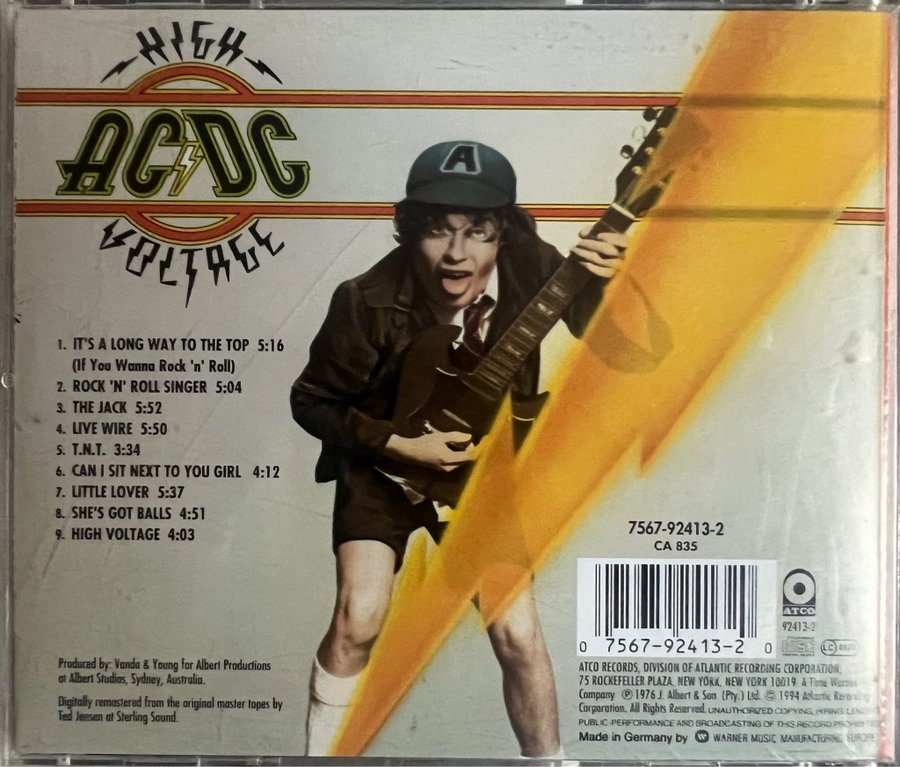 HIGH
AC⚡DC
VOLTAGE
A
1. IT'S A LONG WAY TO THE TOP 5:16
(If You Wanna Rock 'n' Roll)
2. ROCK 'N' ROLL SINGER 5:04
3. THE JACK 5:52
4. LIVE WIRE 5:50
5. T.N.T. 3:34
6. CAN I SIT NEXT TO YOU GIRL 4:12
7. LITTLE LOVER 5:37
8. SHE'S GOT BALLS 4:51
9. HIGH VOLTAGE 4:03
7567-92413-2
CA 835
0 7567-92413-2 0
ATCO
92413-2
LC
Produced by: Vanda & Young for Albert Productions
at Albert Studios, Sydney, Australia.
Digitally remastered from the original master tapes by
Ted Jensen at Sterling Sound.
ATCO RECORDS, DIVISION OF ATLANTIC RECORDING CORPORATION,
75 ROCKEFELLER PLAZA, NEW YORK, NEW YORK 10019. A Time Warner
Company ℗ 1976 J. Albert & Son (Pty.) Ltd. © 1994 Atlantic Recording
Corporation. All Rights Reserved. UNAUTHORIZED COPYING, HIRING,
PUBLIC PERFORMANCE AND BROADCASTING OF THIS RECORD PROHIBITED
Made in Germany by WARNER MUSIC MANUFACTURING EUROPE